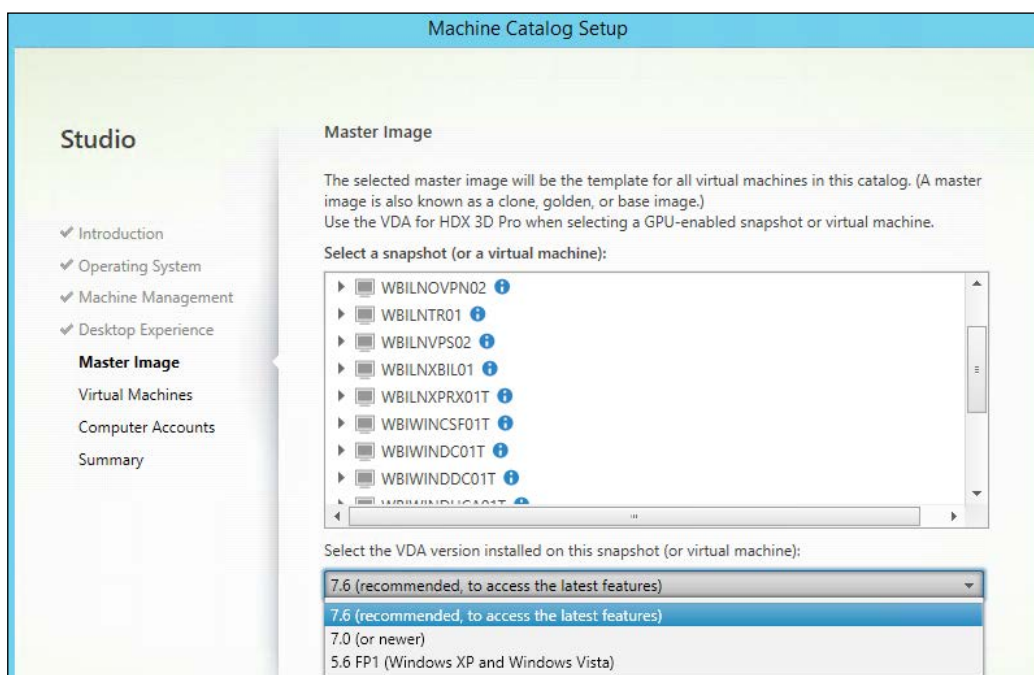 Machine Catalog Setup
Studio
Introduction
Operating System
Machine Management
Desktop Experience
Master Image
Virtual Machines
Computer Accounts
Summary
Master Image
The selected master image will be the template for all virtual machines in this catalog. (A master
image is also known as a clone, golden, or base image.)
Use the VDA for HDX 3D Pro when selecting a GPU-enabled snapshot or virtual machine.
Select a snapshot (or a virtual machine):
WBILNOVPN02
WBILNTR01
WBILNVPS02
WBILNXBIL01
WBILNXPRX01T
WBIWINCSF01T
WBIWINDC01T
WBIWINDDC01T
Select the VDA version installed on this snapshot (or virtual machine):
7.6 (recommended, to access the latest features)
7.6 (recommended, to access the latest features)
7.0 (or newer)
5.6 FP1 (Windows XP and Windows Vista)